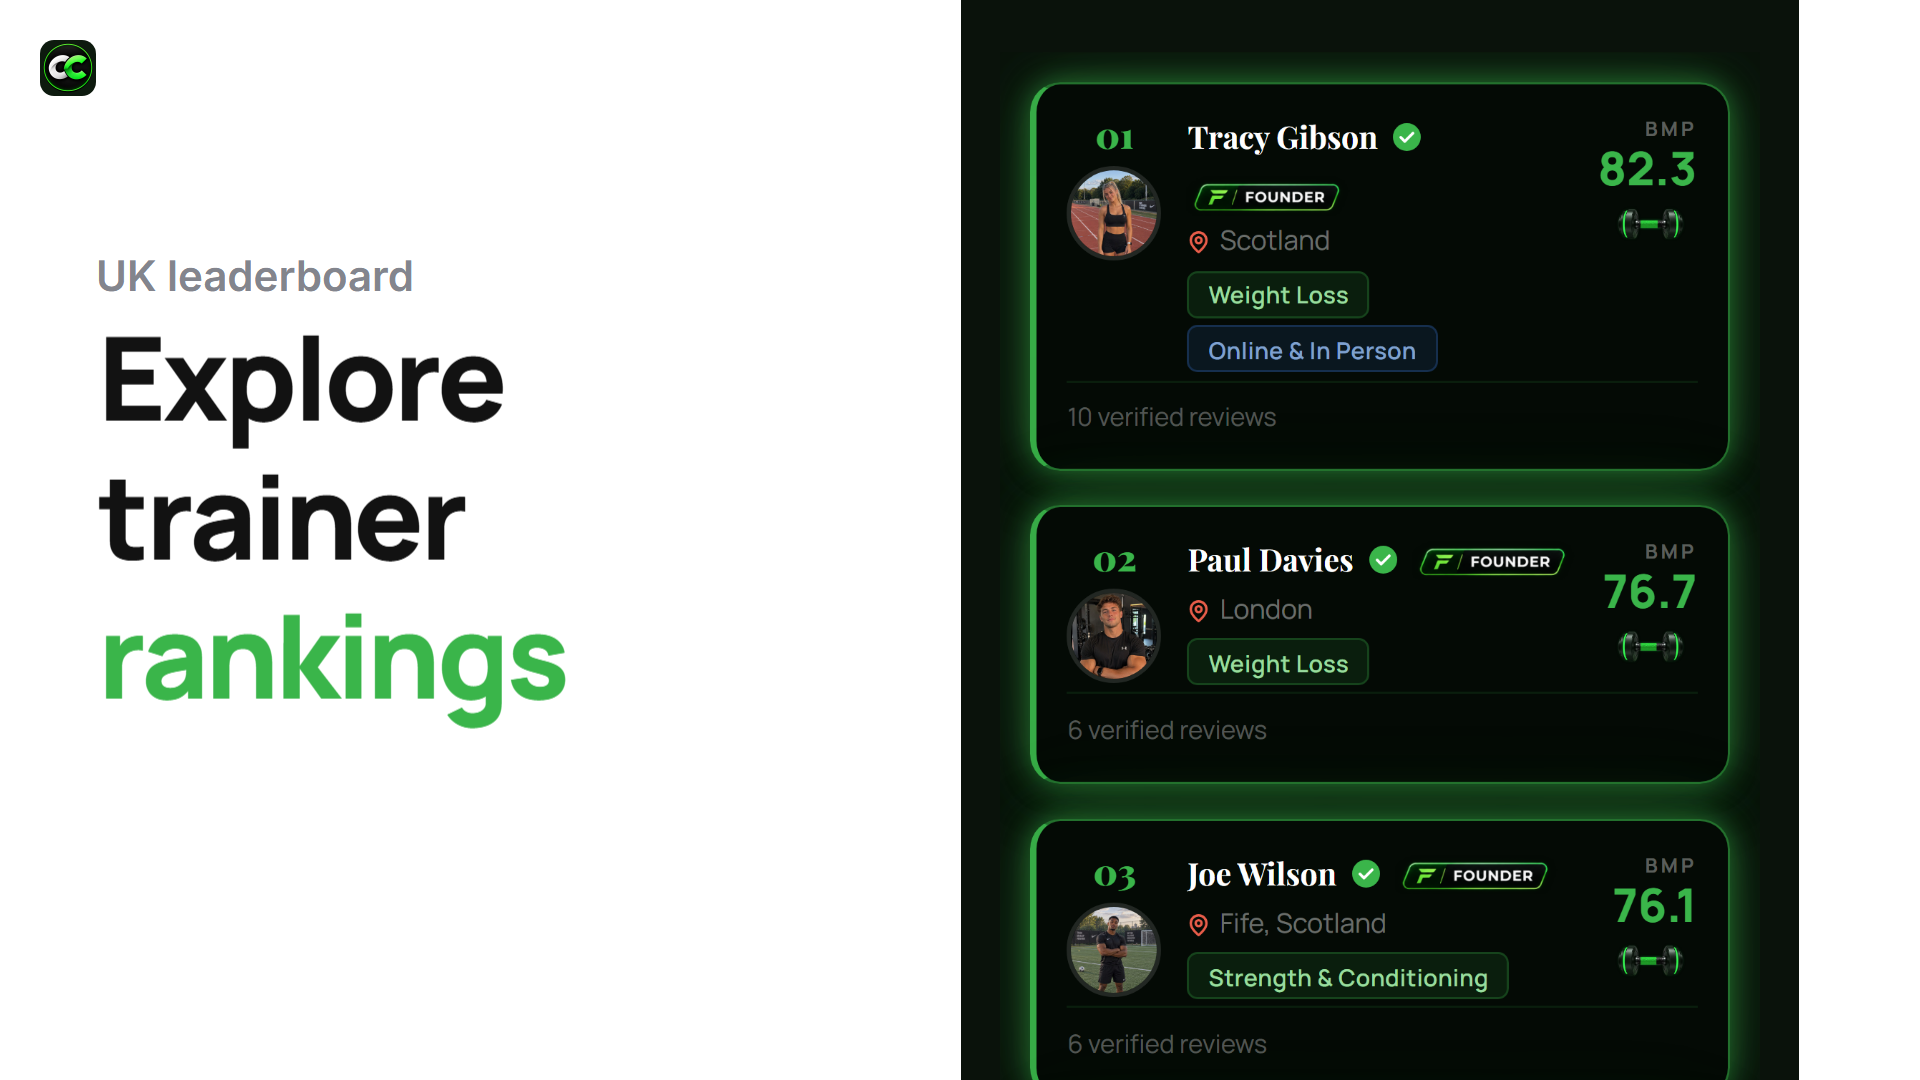 CC
UK leaderboard
Explore
trainer
rankings
01
Tracy Gibson
BMP
82.3
F / FOUNDER
Scotland
Weight Loss
Online & In Person
10 verified reviews
02
Paul Davies
F / FOUNDER
BMP
76.7
London
Weight Loss
6 verified reviews
03
Joe Wilson
F / FOUNDER
BMP
76.1
Fife, Scotland
Strength & Conditioning
6 verified reviews